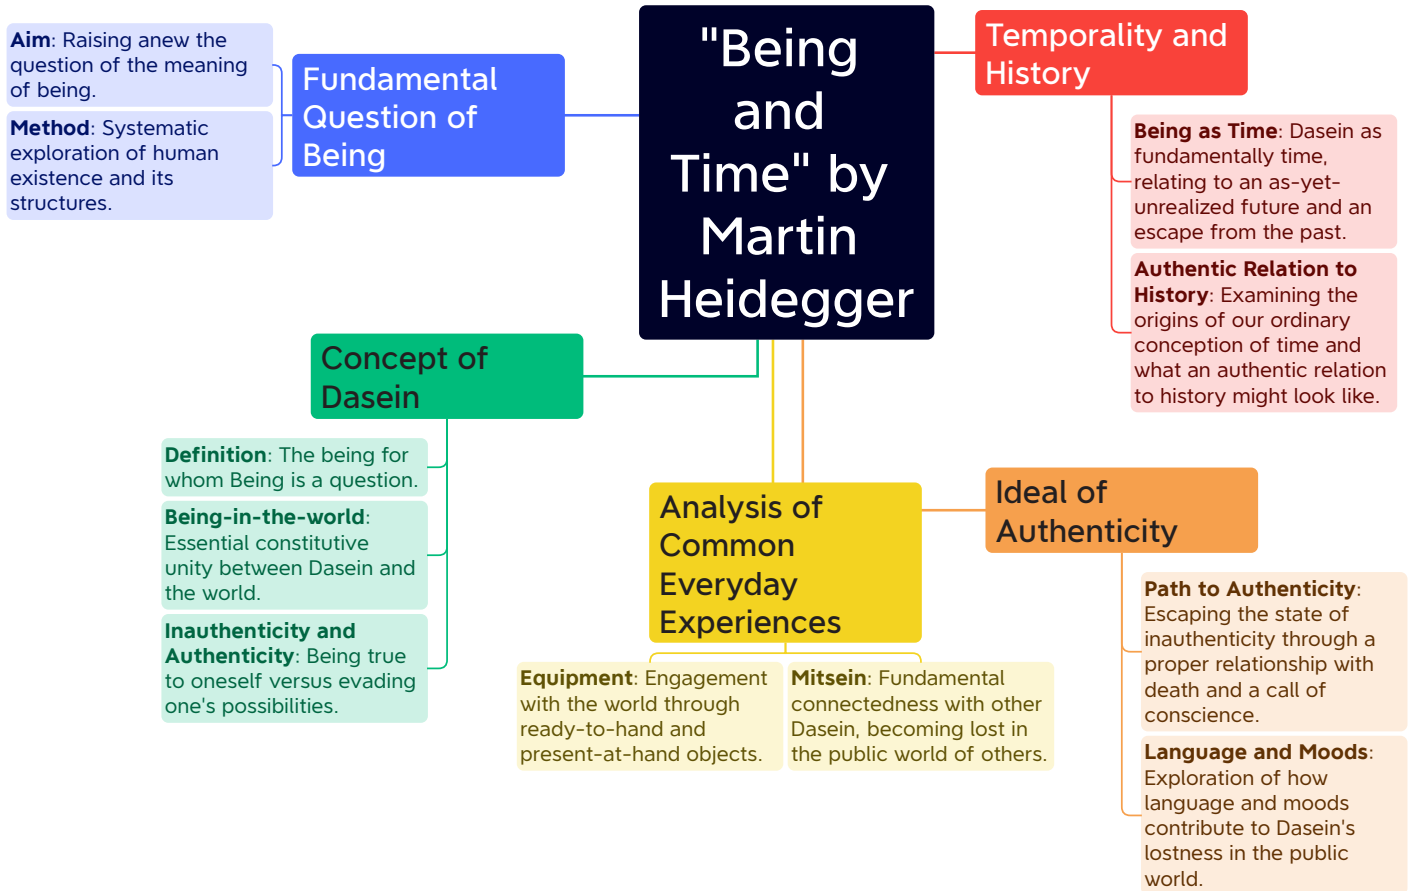 "Being
and
Time" by
Martin
Heidegger
Fundamental
Question of
Being
Aim: Raising anew the
question of the meaning
of being.
Method: Systematic
exploration of human
existence and its
structures.
Temporality and
History
Being as Time: Dasein as
fundamentally time,
relating to an as-yet-
unrealized future and an
escape from the past.
Authentic Relation to
History: Examining the
origins of our ordinary
conception of time and
what an authentic relation
to history might look like.
Concept of
Dasein
Definition: The being for
whom Being is a question.
Being-in-the-world:
Essential constitutive
unity between Dasein and
the world.
Inauthenticity and
Authenticity: Being true
to oneself versus evading
one's possibilities.
Analysis of
Common
Everyday
Experiences
Equipment: Engagement
with the world through
ready-to-hand and
present-at-hand objects.
Mitsein: Fundamental
connectedness with other
Dasein, becoming lost in
the public world of others.
Ideal of
Authenticity
Path to Authenticity:
Escaping the state of
inauthenticity through a
proper relationship with
death and a call of
conscience.
Language and Moods:
Exploration of how
language and moods
contribute to Dasein's
lostness in the public
world.